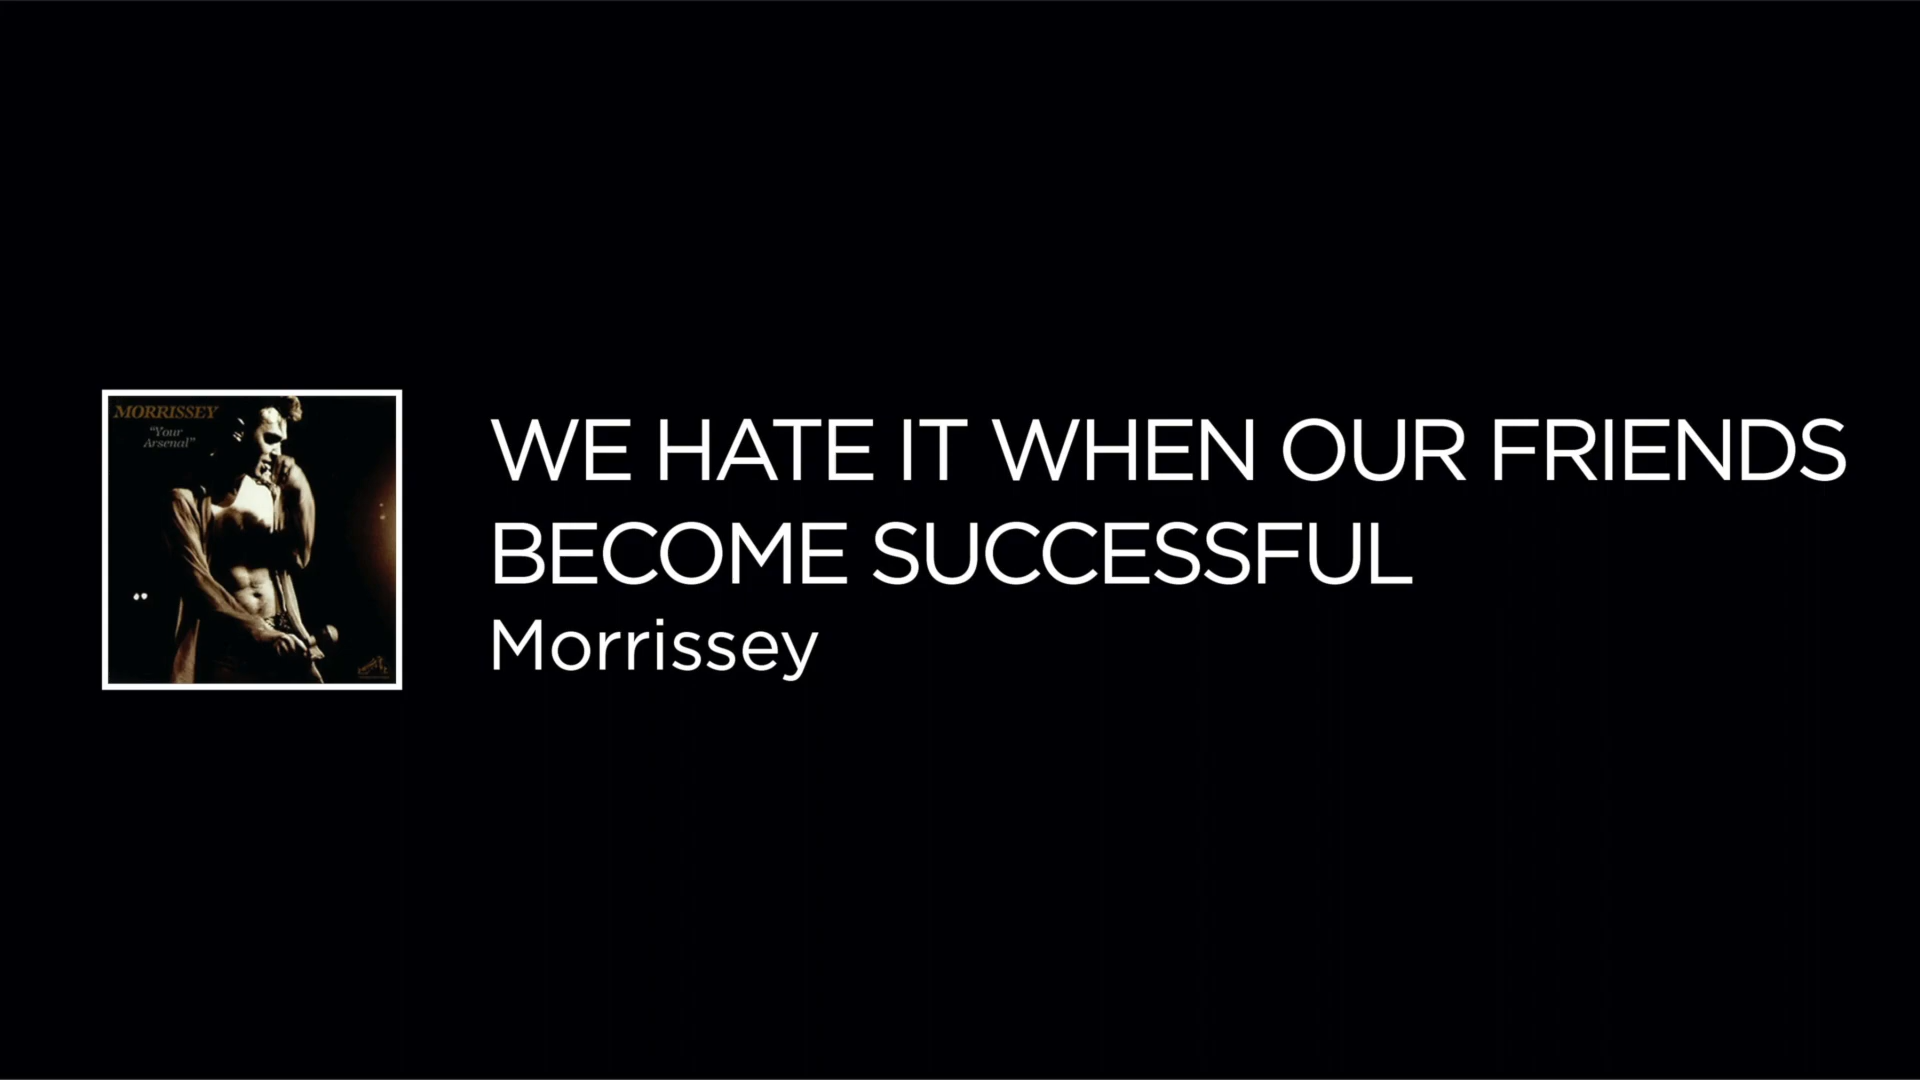 MORRISSEY
"Your
Arsenal"
WE HATE IT WHEN OUR FRIENDS
BECOME SUCCESSFUL
Morrissey